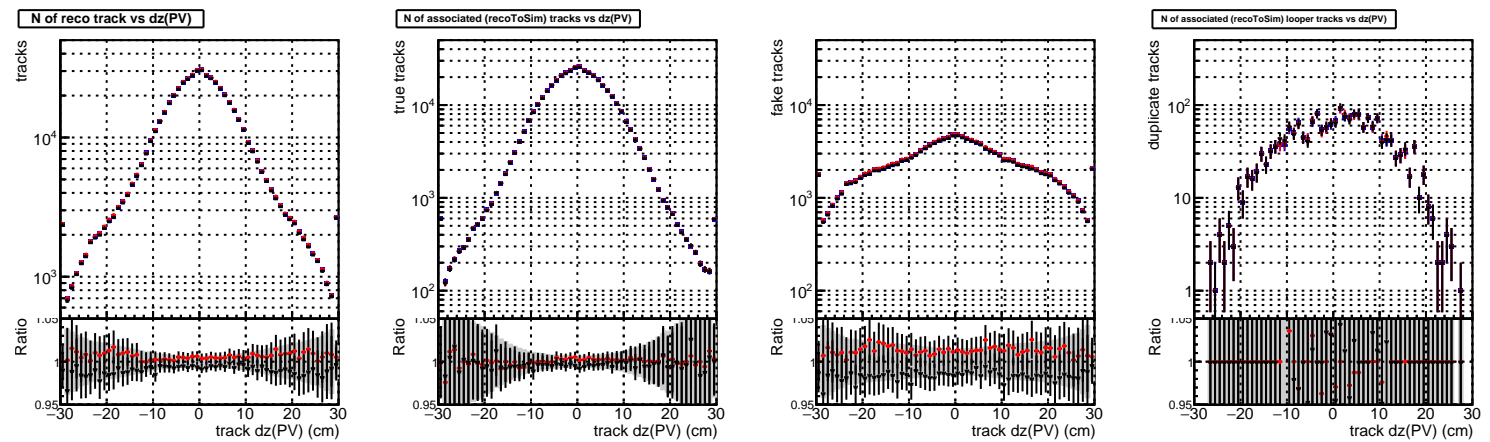 N of reco track vs dz(PV)
tracks
10⁴
10³
Ratio
1.05
1
0.95
−30 −20 −10 0 10 20 30
track dz(PV) (cm)
N of associated (recoToSim) tracks vs dz(PV)
true tracks
10⁴
10³
10²
Ratio
1.05
1
0.95
−30 −20 −10 0 10 20 30
track dz(PV) (cm)
fake tracks
10⁴
10³
10²
Ratio
1.05
1
0.95
−30 −20 −10 0 10 20 30
track dz(PV) (cm)
N of associated (recoToSim) looper tracks vs dz(PV)
duplicate tracks
10²
10
1
Ratio
1.05
1
0.95
−30 −20 −10 0 10 20 30
track dz(PV) (cm)